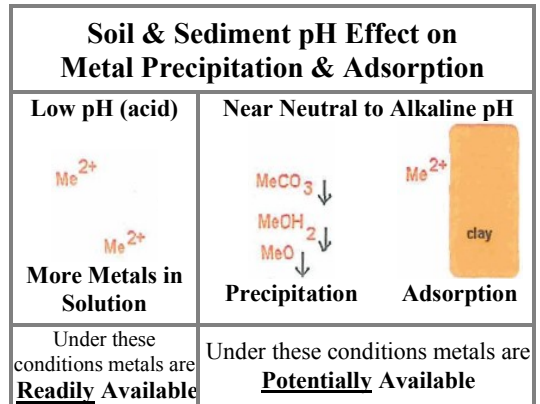 Soil & Sediment pH Effect on
Metal Precipitation & Adsorption
Low pH (acid)
Me2+
Me2+
More Metals in
Solution
Near Neutral to Alkaline pH
MeCO3
MeOH2
MeO
Precipitation
Me2+
clay
Adsorption
Under these
conditions metals are
Readily Available
Under these conditions metals are
Potentially Available